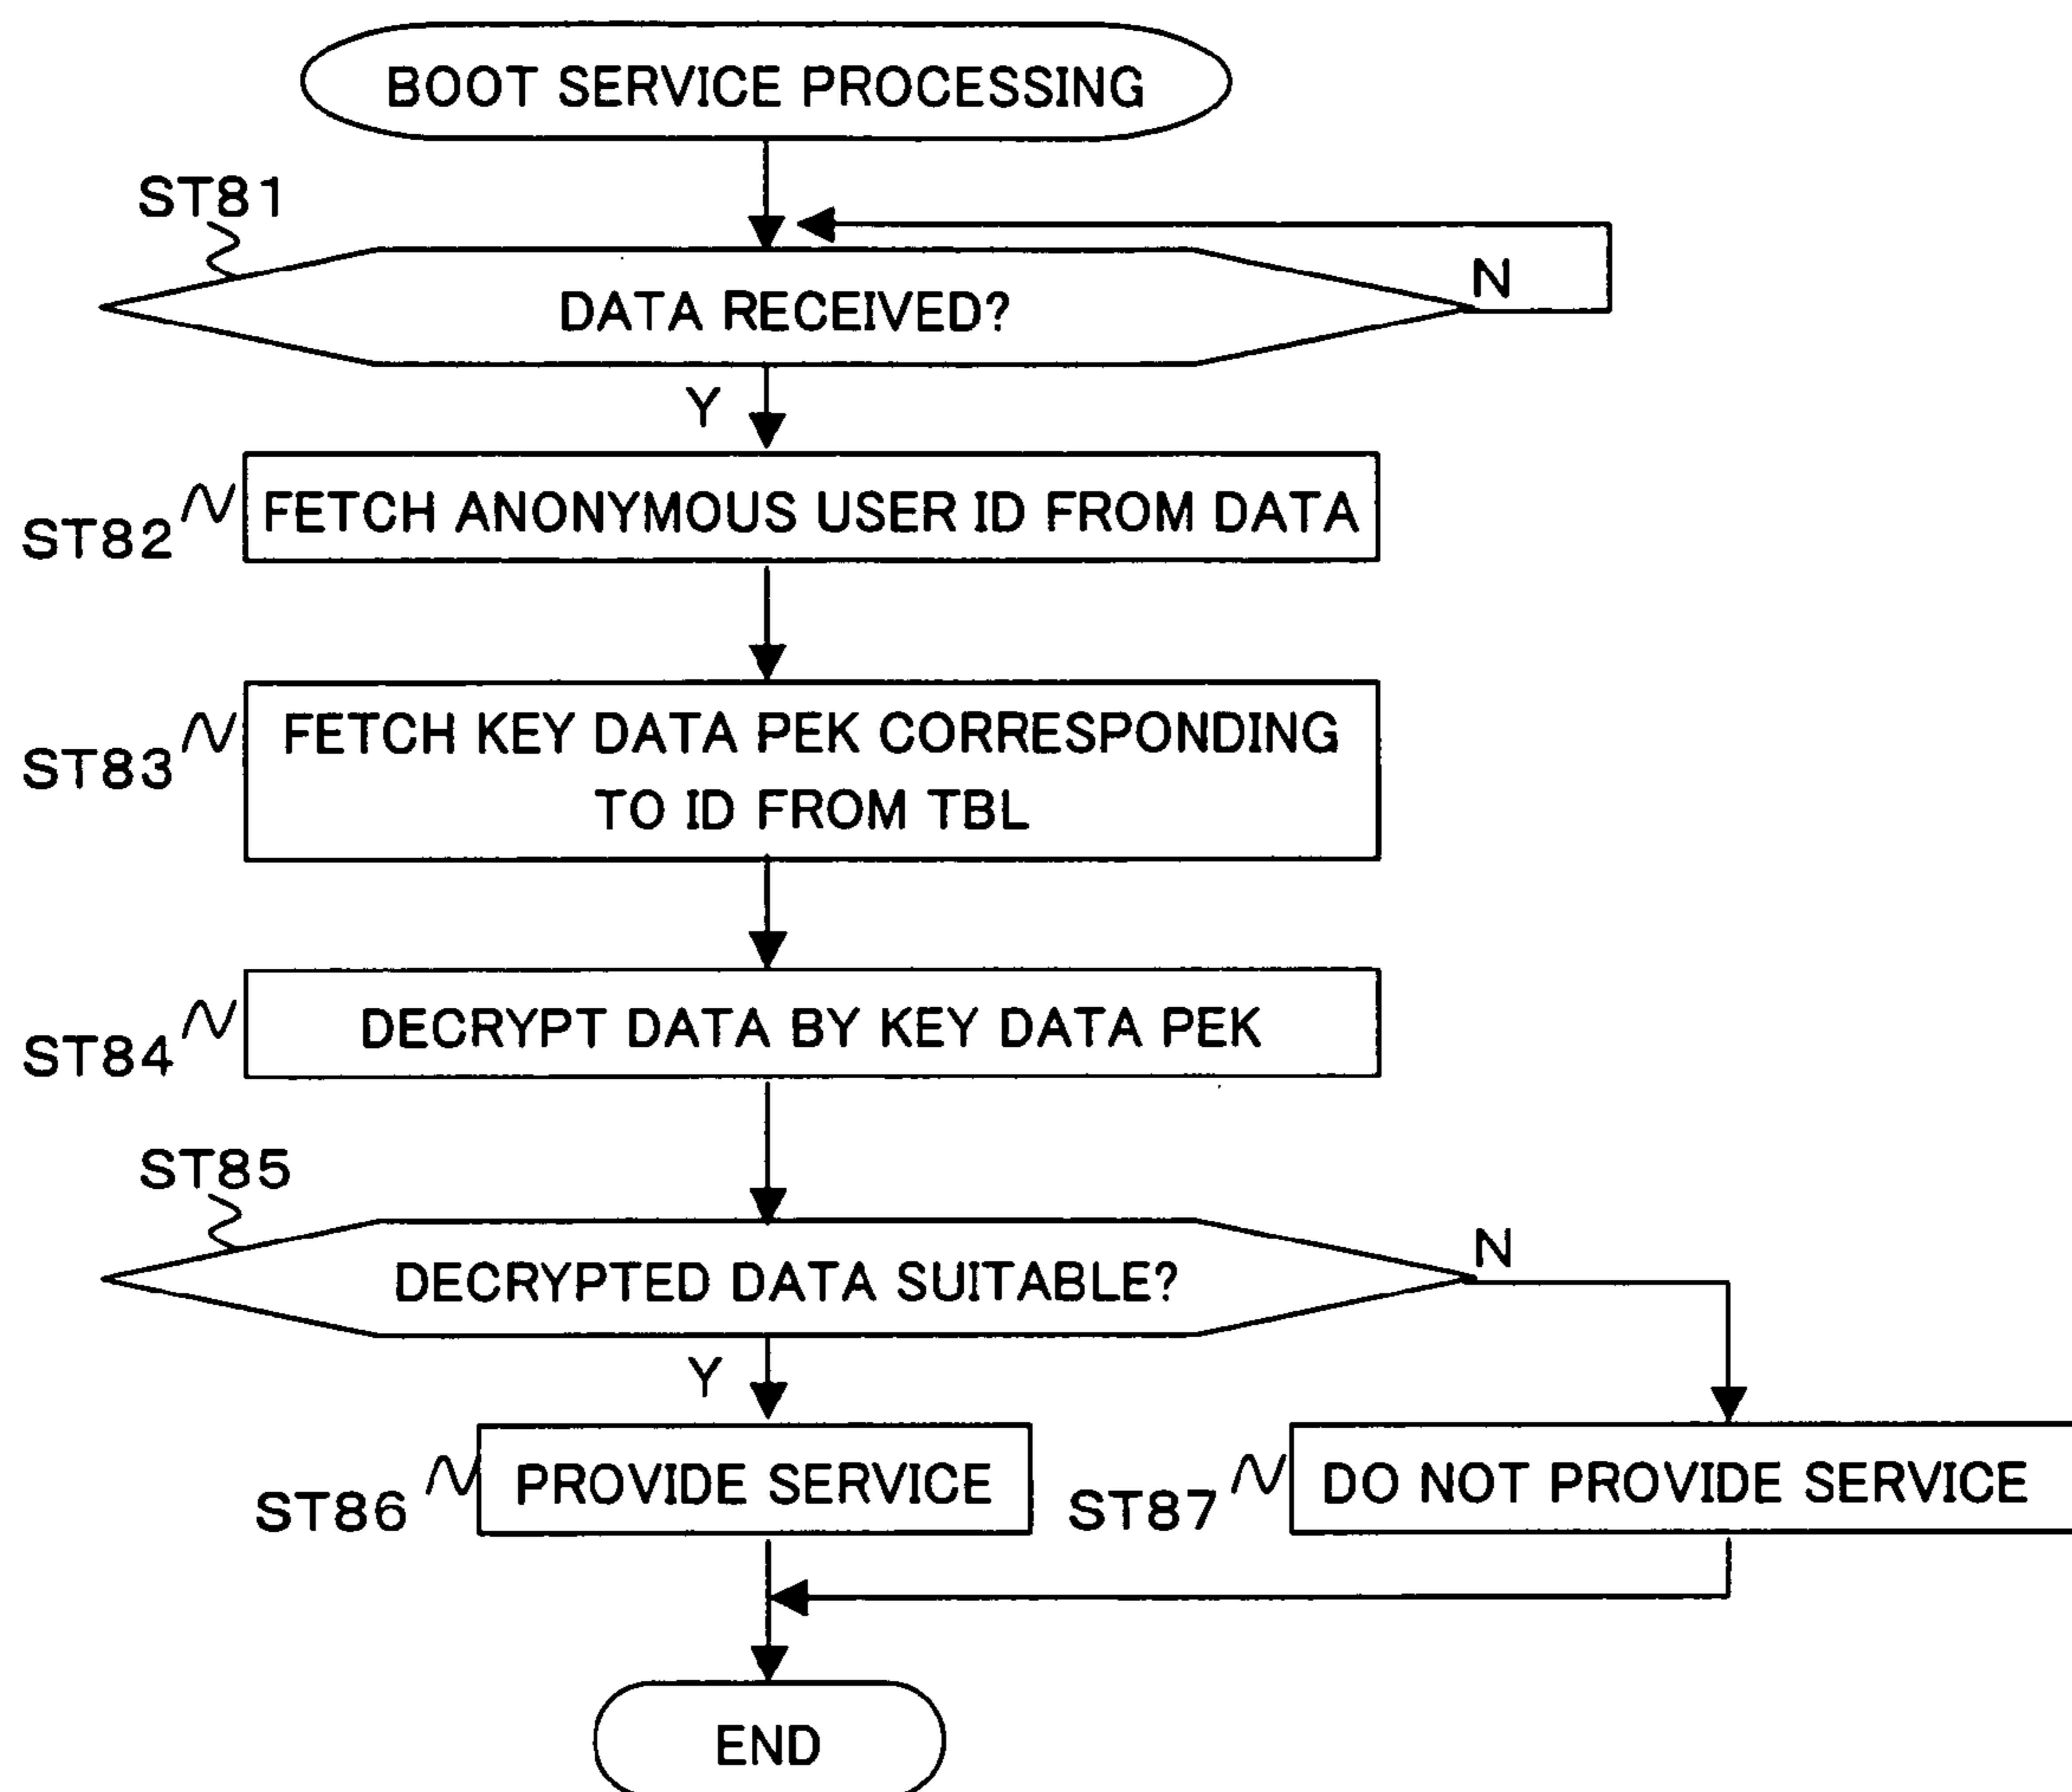 BOOT SERVICE PROCESSING
ST81
N
DATA RECEIVED?
Y
FETCH ANONYMOUS USER ID FROM DATA
ST82
FETCH KEY DATA PEK CORRESPONDING
TO ID FROM TBL
ST83
DECRYPT DATA BY KEY DATA PEK
ST84
ST85
N
DECRYPTED DATA SUITABLE?
Y
PROVIDE SERVICE
ST86
DO NOT PROVIDE SERVICE
ST87
END